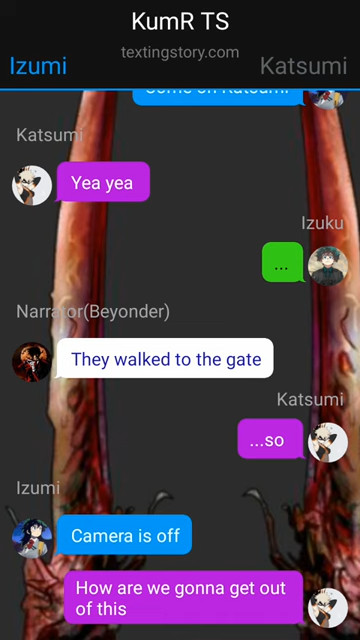 KumR TS
textingstory.com
Izumi
Katsumi
Come on Katsumi
Katsumi
Yea yea
Izuku
...
Narrator(Beyonder)
They walked to the gate
Katsumi
...so
Izumi
Camera is off
How are we gonna get out
of this